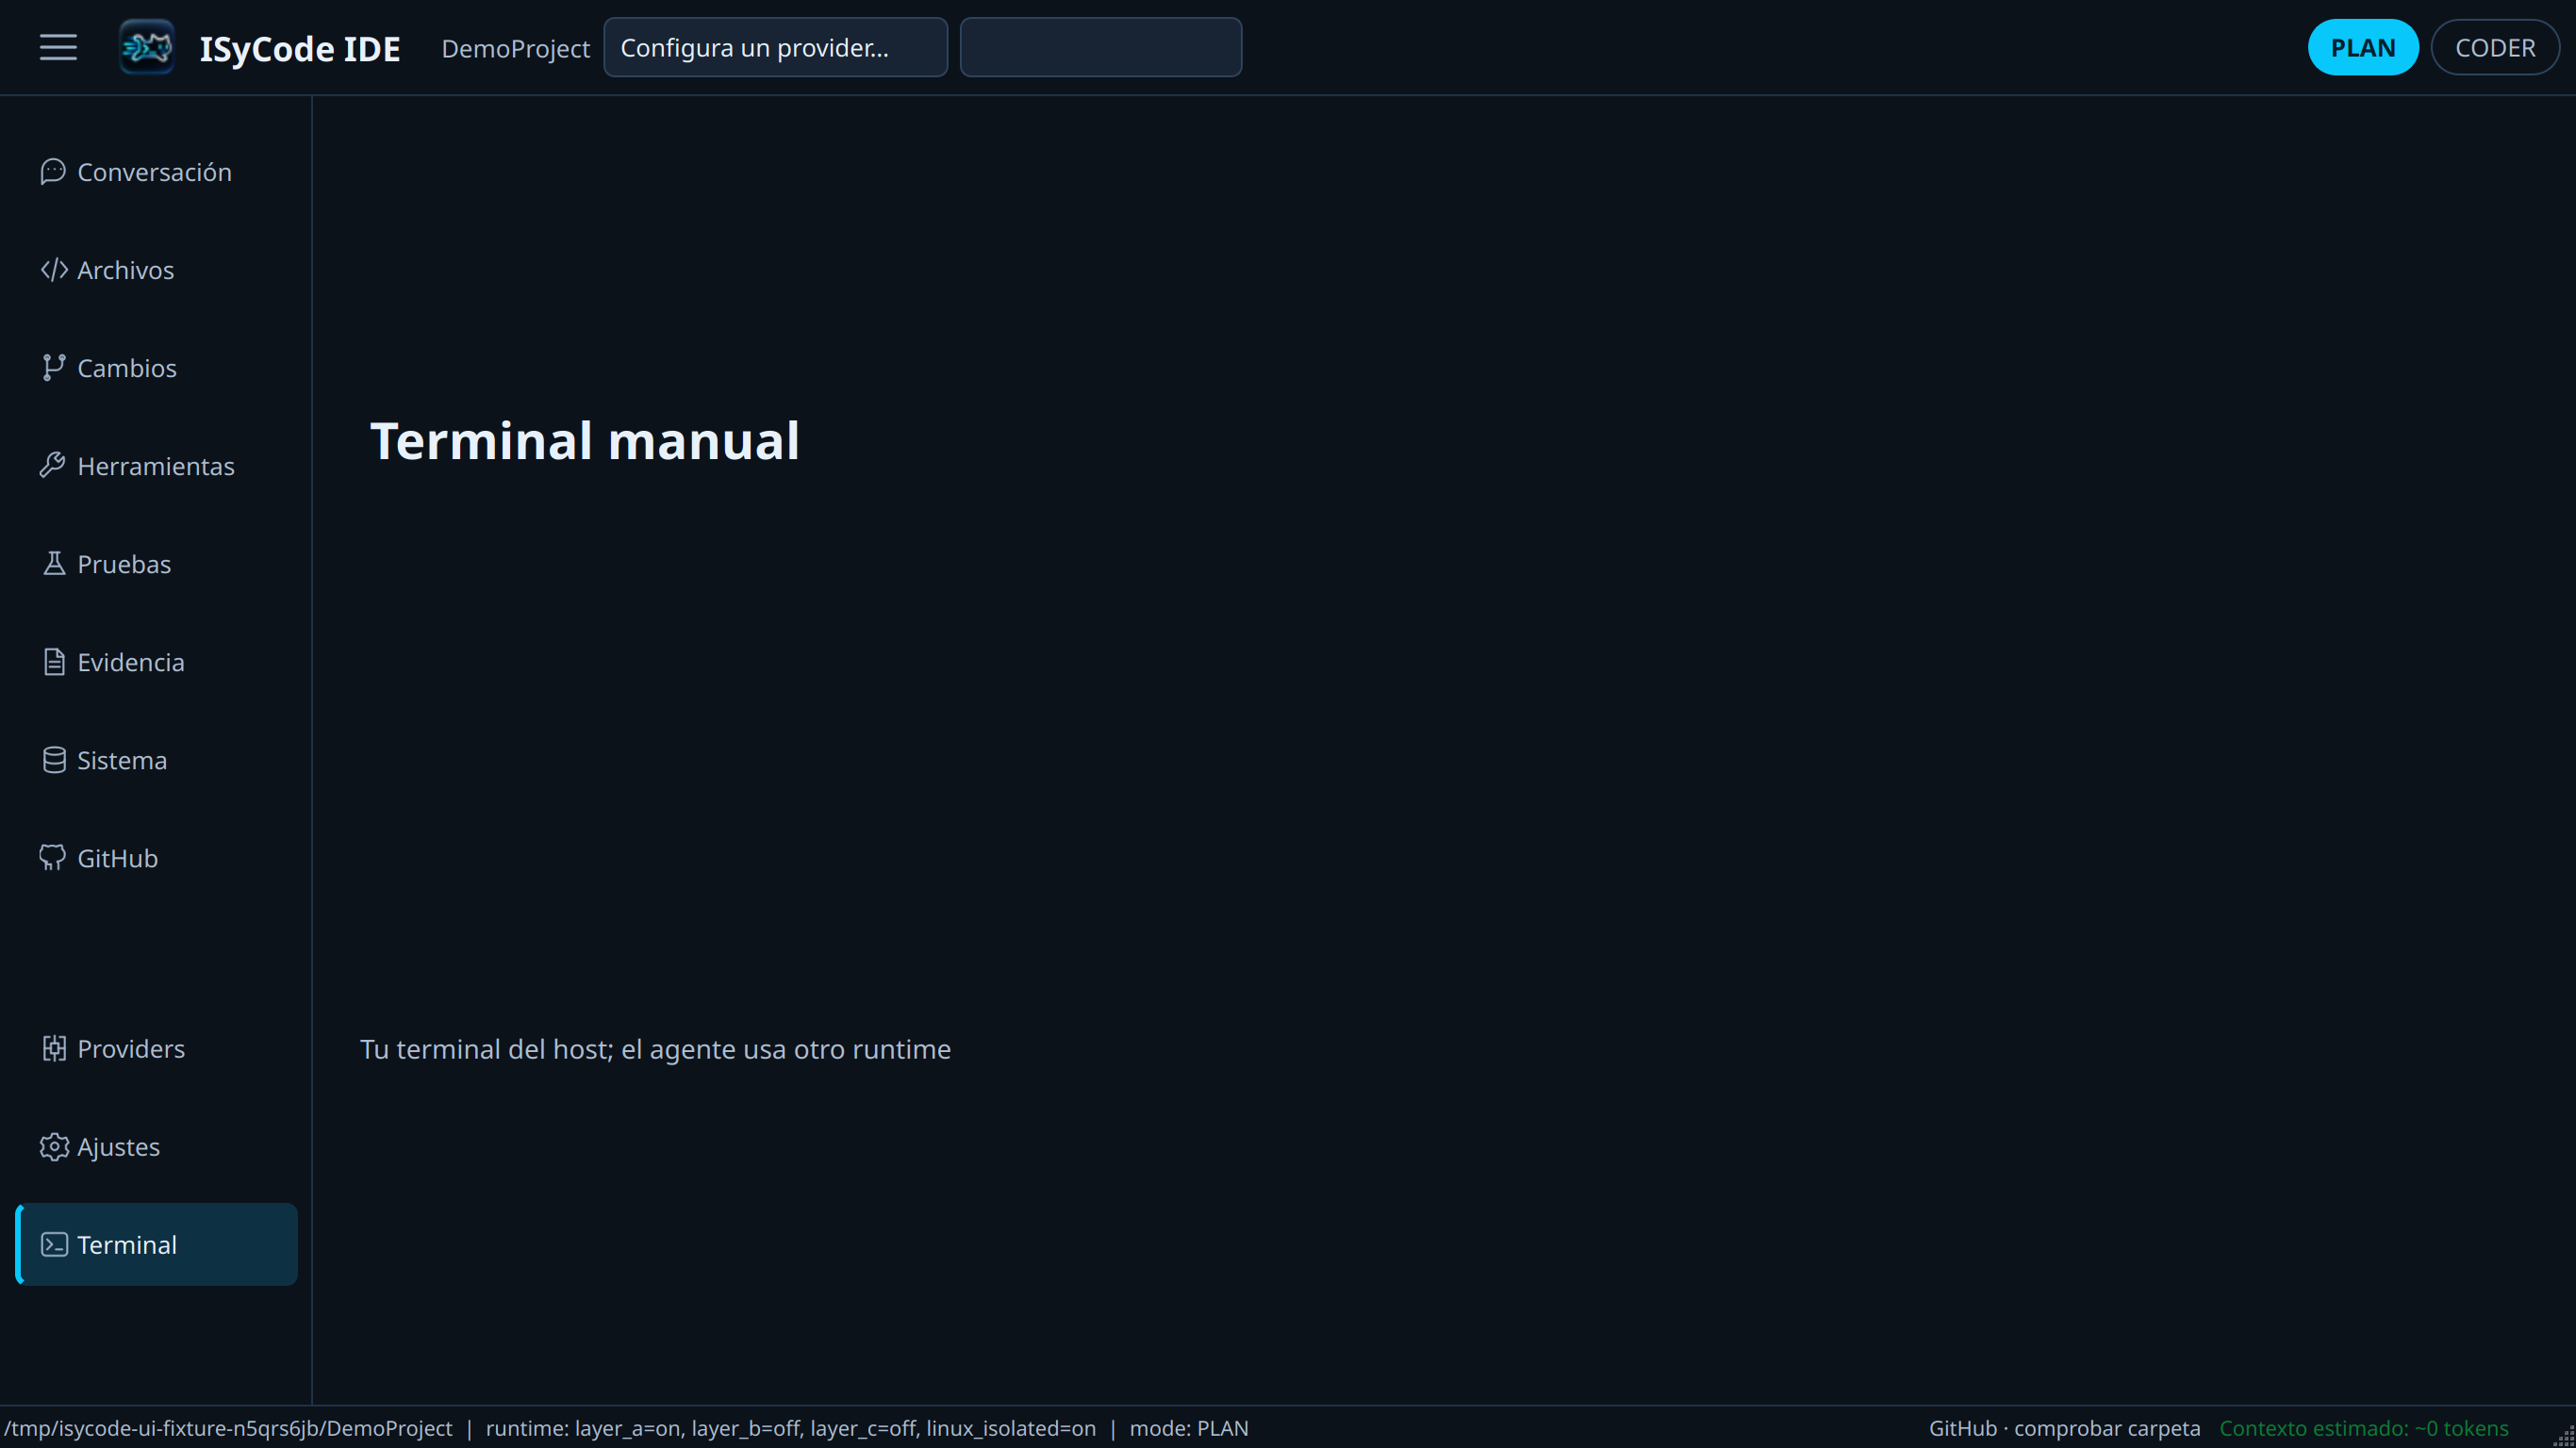 ISyCode IDE DemoProject Configura un provider... PLAN CODER
Conversación
Archivos
Cambios
Terminal manual
Herramientas
Pruebas
Evidencia
Sistema
GitHub
Providers
Tu terminal del host; el agente usa otro runtime
Ajustes
Terminal
/tmp/isycode-ui-fixture-n5qrs6jb/DemoProject | runtime: layer_a=on, layer_b=off, layer_c=off, linux_isolated=on | mode: PLAN GitHub · comprobar carpeta Contexto estimado: ~0 tokens